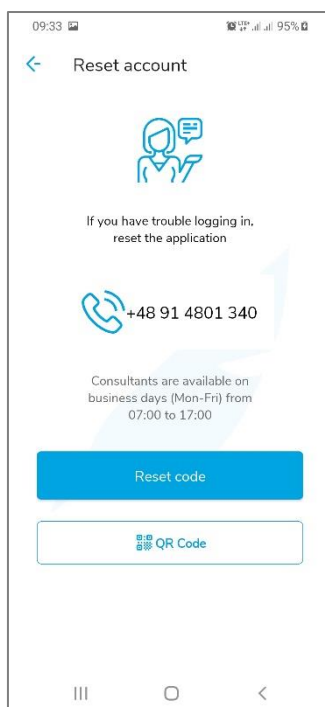 09:33 95%
Reset account
If you have trouble logging in,
reset the application
+48 91 4801 340
Consultants are available on
business days (Mon-Fri) from
07:00 to 17:00
Reset code
QR Code